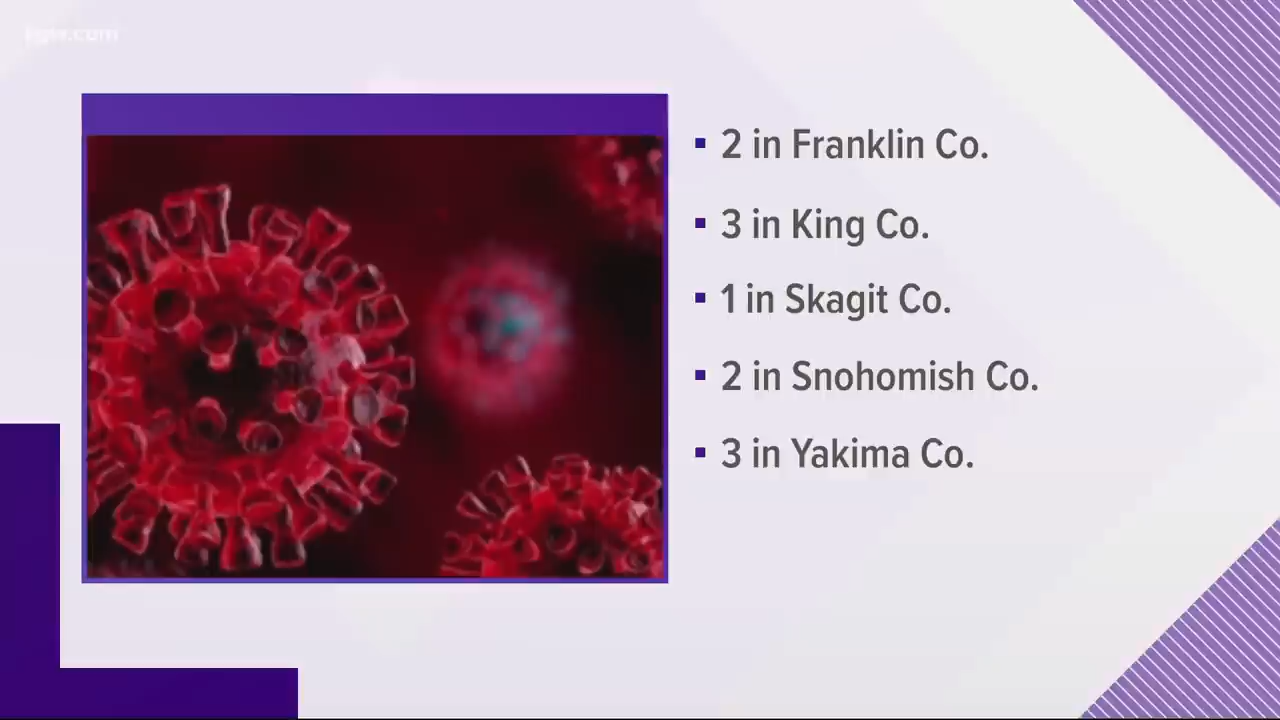 2 in Franklin Co.
3 in King Co.
1 in Skagit Co.
2 in Snohomish Co.
3 in Yakima Co.